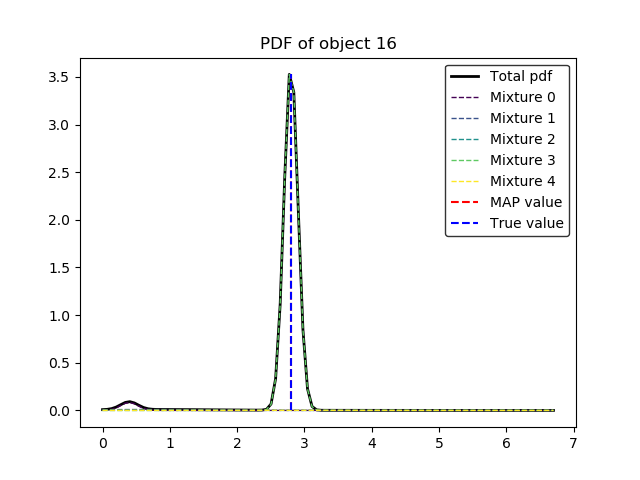 PDF of object 16
3.5
3.0
2.5
2.0
1.5
1.0
0.5
0.0
0 1 2 3 4 5 6 7
Total pdf
Mixture 0
Mixture 1
Mixture 2
Mixture 3
Mixture 4
MAP value
True value